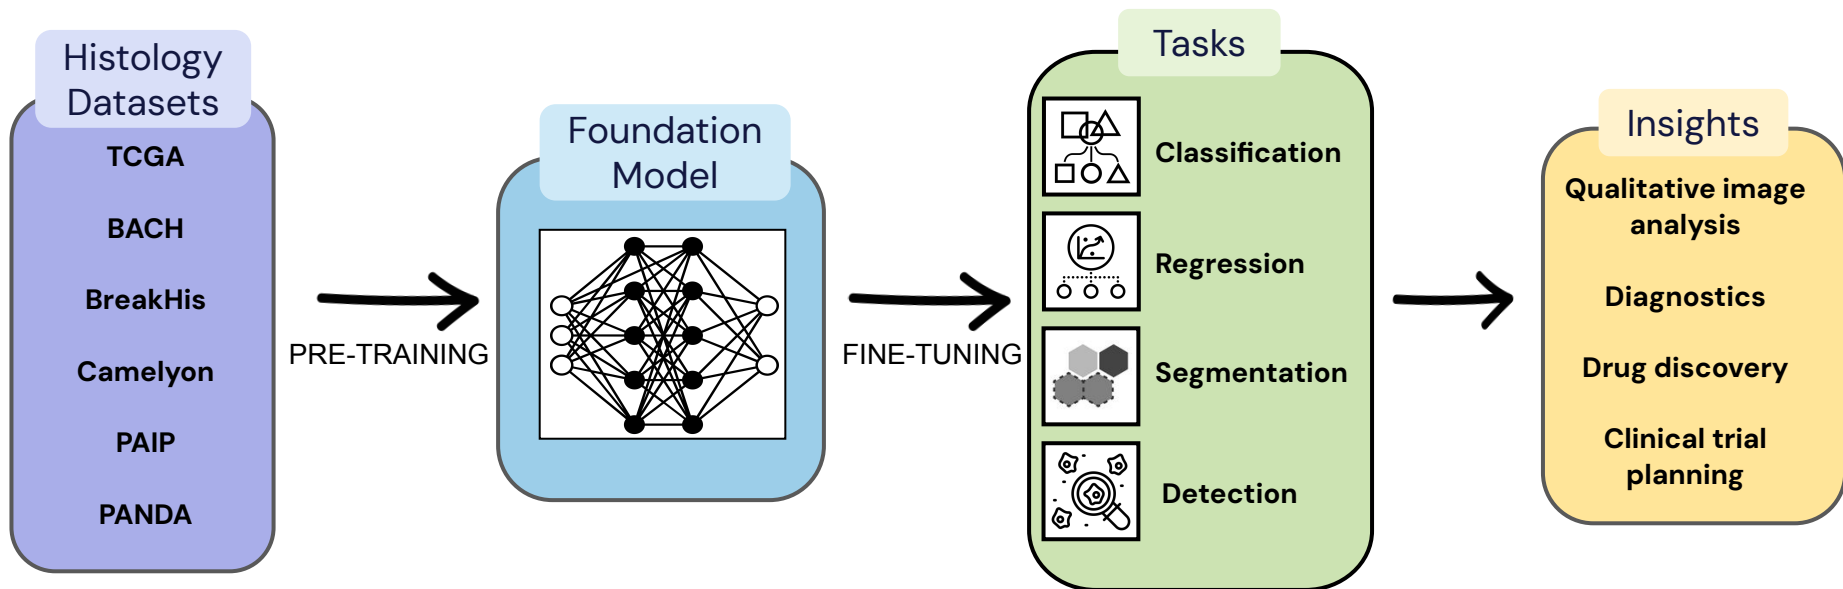 Histology
Datasets
TCGA
BACH
BreakHis
Camelyon
PAIP
PANDA
PRE-TRAINING
Foundation
Model
FINE-TUNING
Tasks
Classification
Regression
Segmentation
Detection
Insights
Qualitative image
analysis
Diagnostics
Drug discovery
Clinical trial
planning